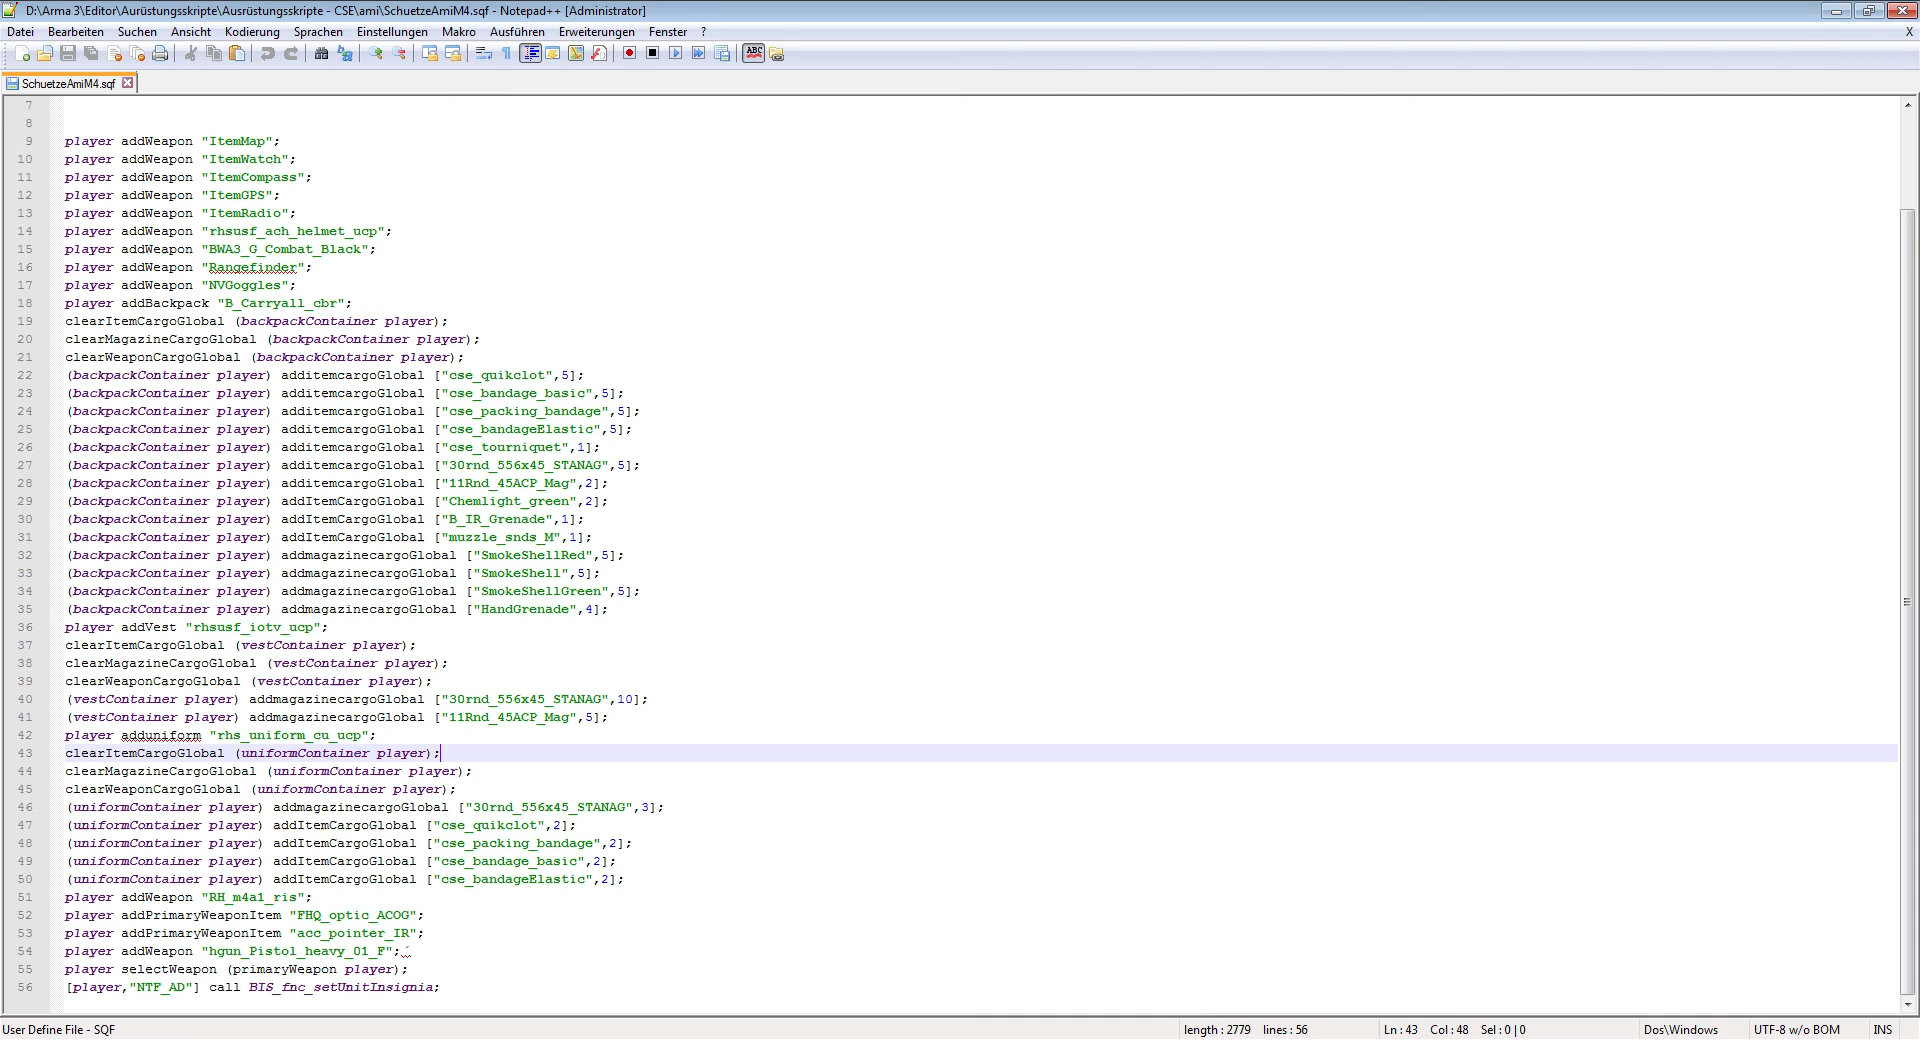 D:\Arma 3\Editor\Aurüstungsskripte\Ausrüstungsskripte - CSE\ami\SchuetzeAmiM4.sqf - Notepad++ [Administrator]
Datei Bearbeiten Suchen Ansicht Kodierung Sprachen Einstellungen Makro Ausführen Erweiterungen Fenster ? X
SchuetzeAmiM4.sqf
7
8
9 player addWeapon "ItemMap";
10 player addWeapon "ItemWatch";
11 player addWeapon "ItemCompass";
12 player addWeapon "ItemGPS";
13 player addWeapon "ItemRadio";
14 player addWeapon "rhsusf_ach_helmet_ucp";
15 player addWeapon "BWA3_G_Combat_Black";
16 player addWeapon "Rangefinder";
17 player addWeapon "NVGoggles";
18 player addBackpack "B_Carryall_cbr";
19 clearItemCargoGlobal (backpackContainer player);
20 clearMagazineCargoGlobal (backpackContainer player);
21 clearWeaponCargoGlobal (backpackContainer player);
22 (backpackContainer player) additemcargoGlobal ["cse_quikclot",5];
23 (backpackContainer player) additemcargoGlobal ["cse_bandage_basic",5];
24 (backpackContainer player) additemcargoGlobal ["cse_packing_bandage",5];
25 (backpackContainer player) additemcargoGlobal ["cse_bandageElastic",5];
26 (backpackContainer player) additemcargoGlobal ["cse_tourniquet",1];
27 (backpackContainer player) additemcargoGlobal ["30rnd_556x45_STANAG",5];
28 (backpackContainer player) additemcargoGlobal ["11Rnd_45ACP_Mag",2];
29 (backpackContainer player) addItemCargoGlobal ["Chemlight_green",2];
30 (backpackContainer player) addItemCargoGlobal ["B_IR_Grenade",1];
31 (backpackContainer player) addItemCargoGlobal ["muzzle_snds_M",1];
32 (backpackContainer player) addmagazinecargoGlobal ["SmokeShellRed",5];
33 (backpackContainer player) addmagazinecargoGlobal ["SmokeShell",5];
34 (backpackContainer player) addmagazinecargoGlobal ["SmokeShellGreen",5];
35 (backpackContainer player) addmagazinecargoGlobal ["HandGrenade",4];
36 player addVest "rhsusf_iotv_ucp";
37 clearItemCargoGlobal (vestContainer player);
38 clearMagazineCargoGlobal (vestContainer player);
39 clearWeaponCargoGlobal (vestContainer player);
40 (vestContainer player) addmagazinecargoGlobal ["30rnd_556x45_STANAG",10];
41 (vestContainer player) addmagazinecargoGlobal ["11Rnd_45ACP_Mag",5];
42 player adduniform "rhs_uniform_cu_ucp";
43 clearItemCargoGlobal (uniformContainer player);
44 clearMagazineCargoGlobal (uniformContainer player);
45 clearWeaponCargoGlobal (uniformContainer player);
46 (uniformContainer player) addmagazinecargoGlobal ["30rnd_556x45_STANAG",3];
47 (uniformContainer player) addItemCargoGlobal ["cse_quikclot",2];
48 (uniformContainer player) addItemCargoGlobal ["cse_packing_bandage",2];
49 (uniformContainer player) addItemCargoGlobal ["cse_bandage_basic",2];
50 (uniformContainer player) addItemCargoGlobal ["cse_bandageElastic",2];
51 player addWeapon "RH_m4a1_ris";
52 player addPrimaryWeaponItem "FHQ_optic_ACOG";
53 player addPrimaryWeaponItem "acc_pointer_IR";
54 player addWeapon "hgun_Pistol_heavy_01_F";´
55 player selectWeapon (primaryWeapon player);
56 [player,"NTF_AD"] call BIS_fnc_setUnitInsignia;
User Define File - SQF length : 2779 lines : 56 Ln : 43 Col : 48 Sel : 0 | 0 Dos\Windows UTF-8 w/o BOM INS